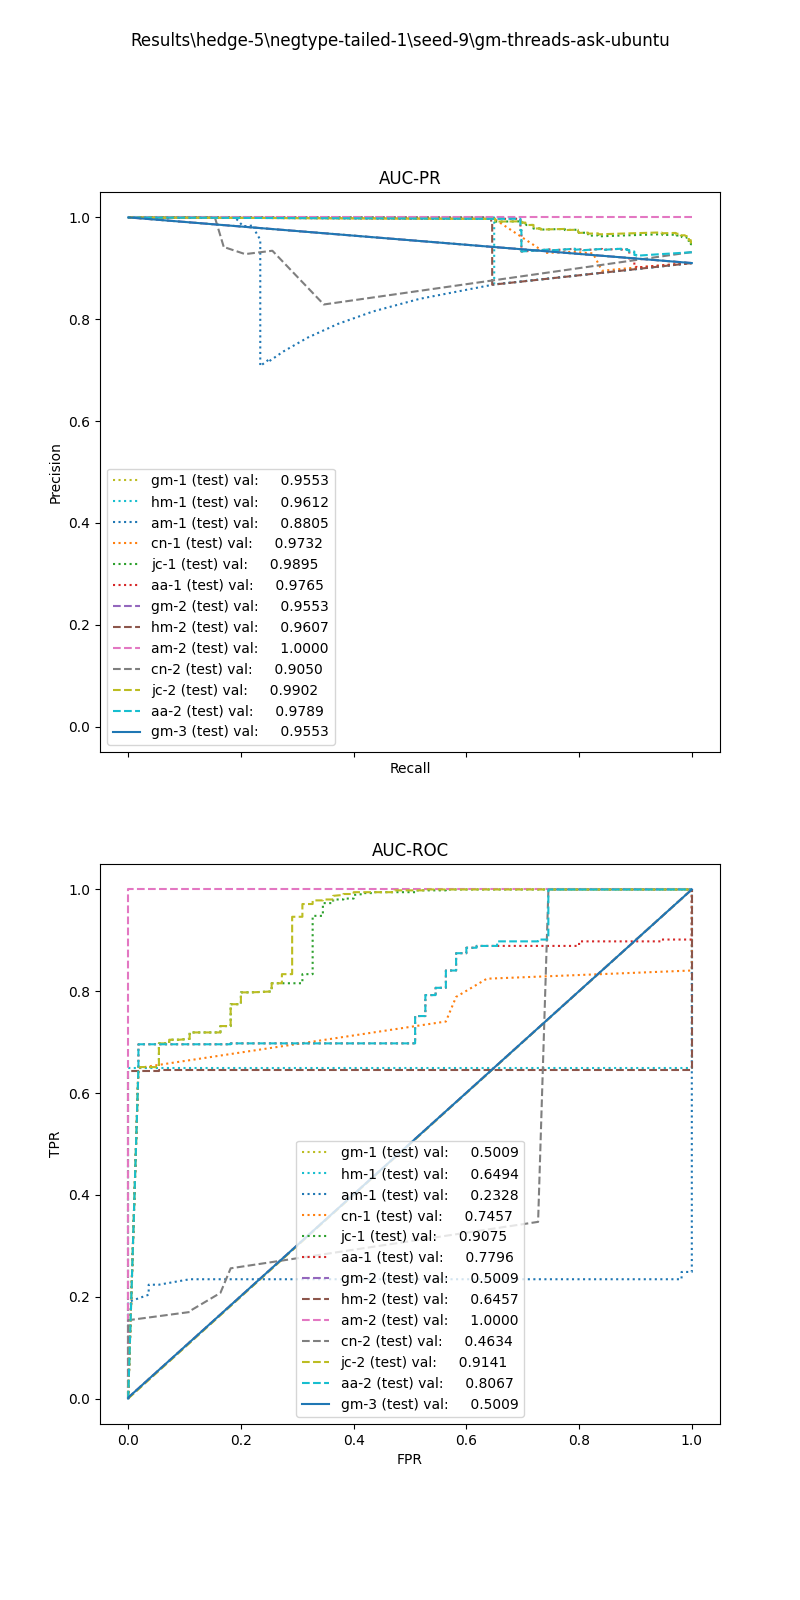 Results\hedge-5\negtype-tailed-1\seed-9\gm-threads-ask-ubuntu
AUC-PR
1.0
0.8
0.6
0.4
0.2
0.0
Precision
gm-1 (test) val: 0.9553
hm-1 (test) val: 0.9612
am-1 (test) val: 0.8805
cn-1 (test) val: 0.9732
jc-1 (test) val: 0.9895
aa-1 (test) val: 0.9765
gm-2 (test) val: 0.9553
hm-2 (test) val: 0.9607
am-2 (test) val: 1.0000
cn-2 (test) val: 0.9050
jc-2 (test) val: 0.9902
aa-2 (test) val: 0.9789
gm-3 (test) val: 0.9553
Recall
AUC-ROC
1.0
0.8
0.6
0.4
0.2
0.0
TPR
gm-1 (test) val: 0.5009
hm-1 (test) val: 0.6494
am-1 (test) val: 0.2328
cn-1 (test) val: 0.7457
jc-1 (test) val: 0.9075
aa-1 (test) val: 0.7796
gm-2 (test) val: 0.5009
hm-2 (test) val: 0.6457
am-2 (test) val: 1.0000
cn-2 (test) val: 0.4634
jc-2 (test) val: 0.9141
aa-2 (test) val: 0.8067
gm-3 (test) val: 0.5009
0.0 0.2 0.4 0.6 0.8 1.0
FPR